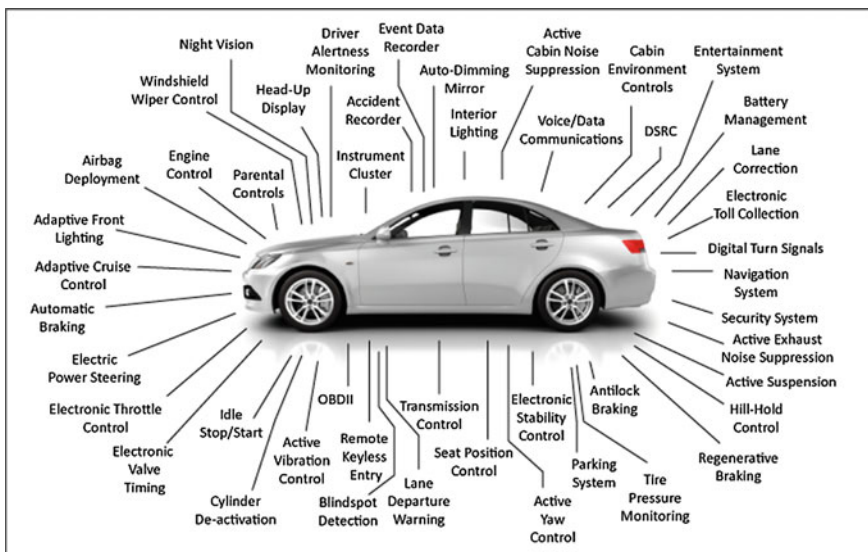 Night Vision
Windshield
Wiper Control
Head-Up
Display
Driver
Alertness
Monitoring
Event Data
Recorder
Accident
Recorder
Auto-Dimming
Mirror
Active
Cabin Noise
Suppression
Interior
Lighting
Voice/Data
Communications
Cabin
Environment
Controls
DSRC
Entertainment
System
Battery
Management
Lane
Correction
Electronic
Toll Collection
Digital Turn Signals
Navigation
System
Security System
Active Exhaust
Noise Suppression
Active Suspension
Hill-Hold
Control
Regenerative
Braking
Airbag
Deployment
Engine
Control
Parental
Controls
Instrument
Cluster
Adaptive Front
Lighting
Adaptive Cruise
Control
Automatic
Braking
Electric
Power Steering
Electronic Throttle
Control
Electronic
Valve
Timing
Idle
Stop/Start
Cylinder
De-activation
Active
Vibration
Control
OBDII
Remote
Keyless
Entry
Blindspot
Detection
Lane
Departure
Warning
Transmission
Control
Seat Position
Control
Active
Yaw
Control
Electronic
Stability
Control
Parking
System
Antilock
Braking
Tire
Pressure
Monitoring